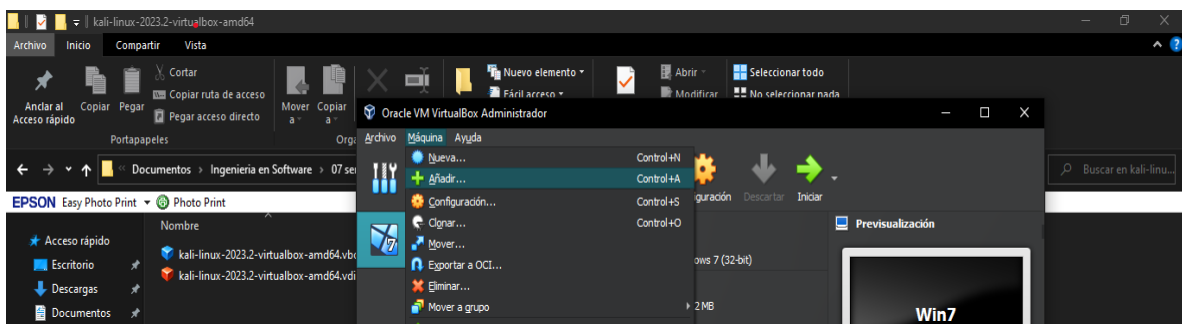 kali-linux-2023.2-virtualbox-amd64
Archivo Inicio Compartir Vista
Anclar al Acceso rápido
Copiar
Pegar
Cortar
Copiar ruta de acceso
Pegar acceso directo
Portapapeles
Mover a
Copiar a
Nuevo elemento
Fácil acceso
Abrir
Modificar
Seleccionar todo
No seleccionar nada
Oracle VM VirtualBox Administrador
Archivo Máquina Ayuda
Nueva... Control+N
Añadir... Control+A
Configuración... Control+S
Clonar... Control+O
Mover...
Exportar a OCI...
Eliminar...
Mover a grupo
Descartar
Iniciar
Previsualización
ows 7 (32-bit)
2 MB
Win7
Documentos > Ingenieria en Software > 07 se
Buscar en kali-linu...
EPSON Easy Photo Print Photo Print
Nombre
Acceso rápido
Escritorio
Descargas
Documentos
kali-linux-2023.2-virtualbox-amd64.vbo
kali-linux-2023.2-virtualbox-amd64.vdi